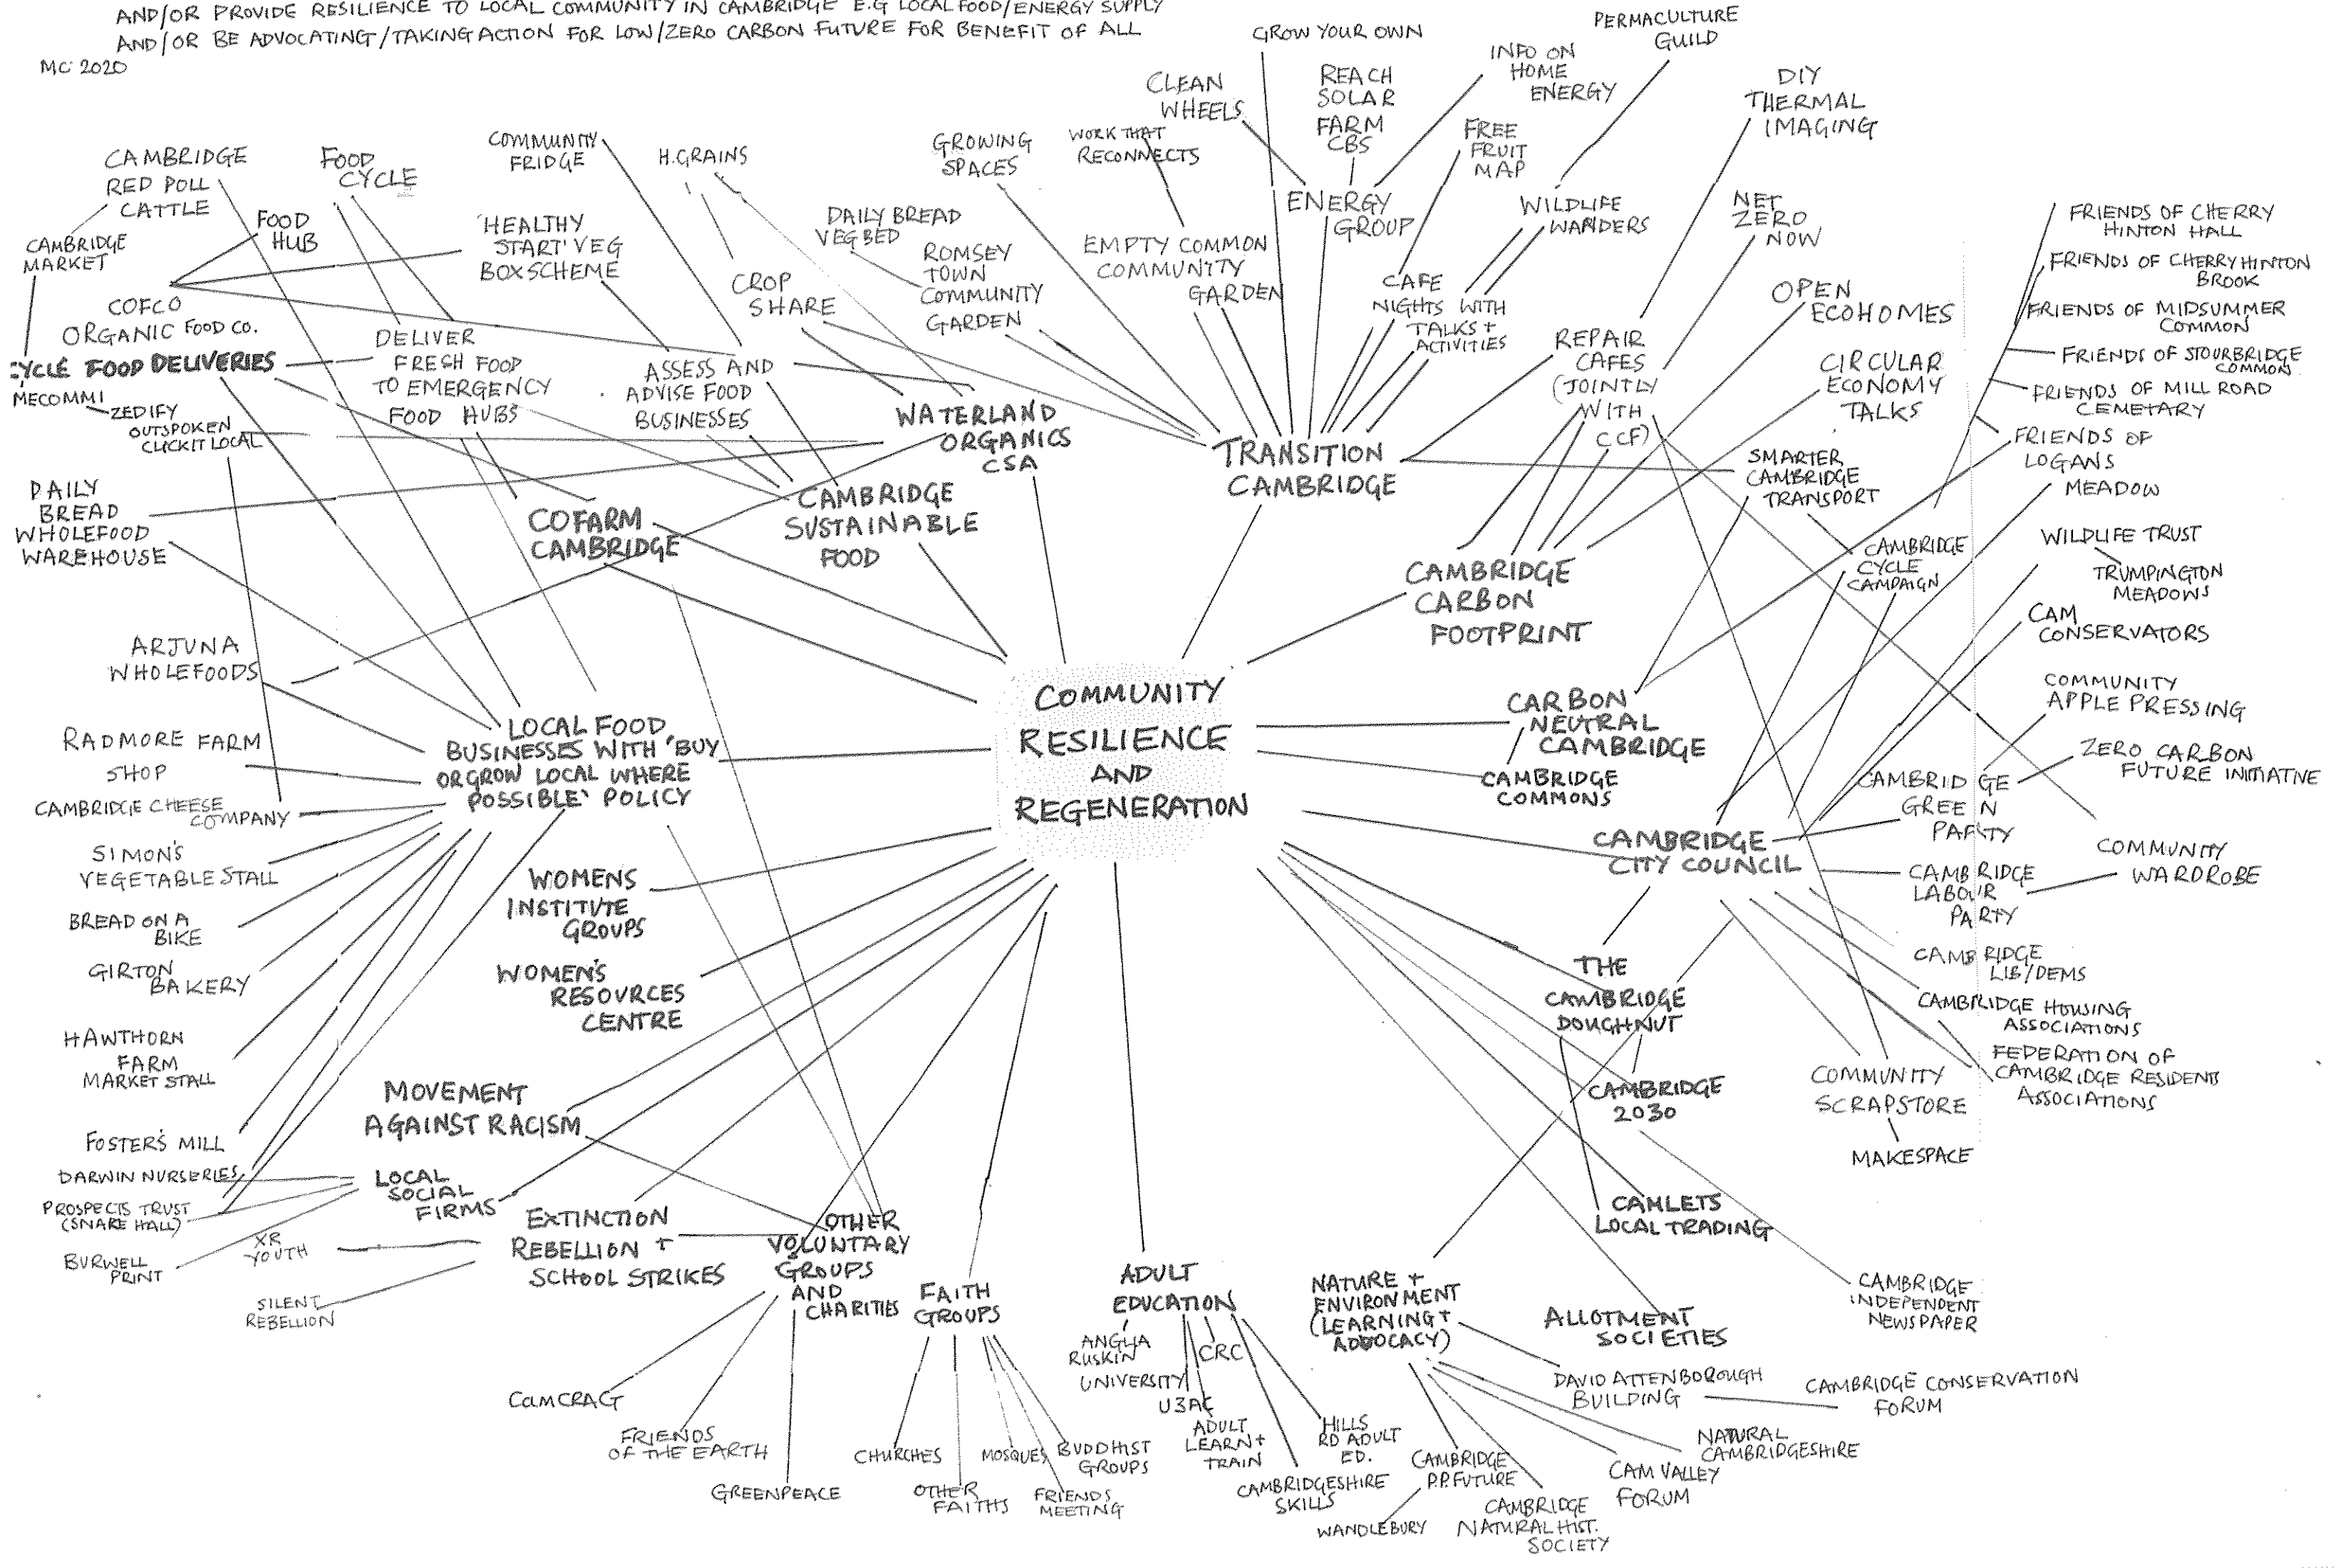 AND/OR PROVIDE RESILIENCE TO LOCAL COMMUNITY IN CAMBRIDGE E.G LOCAL FOOD/ENERGY SUPPLY
AND/OR BE ADVOCATING/TAKING ACTION FOR LOW/ZERO CARBON FUTURE FOR BENEFIT OF ALL
MC 2020
CAMBRIDGE
RED POLL
CATTLE
FOOD
CYCLE
COMMUNITY
FRIDGE
H.GRAINS
GROWING
SPACES
WORK THAT
RECONNECTS
CLEAN
WHEELS
GROW YOUR OWN
REACH
SOLAR
FARM
CBS
INFO ON
HOME
ENERGY
PERMACULTURE
GUILD
FREE
FRUIT
MAP
DIY
THERMAL
IMAGING
CAMBRIDGE
MARKET
FOOD
HUB
'HEALTHY
START' VEG
BOX SCHEME
CROP
SHARE
DAILY BREAD
VEG BED
ROMSEY
TOWN
COMMUNITY
GARDEN
EMPTY COMMON
COMMUNITY
GARDEN
ENERGY
GROUP
CAFE
NIGHTS WITH
TALKS +
ACTIVITIES
WILDLIFE
WANDERS
NET
ZERO
NOW
REPAIR
CAFES
(JOINTLY
WITH
CCF)
OPEN
ECOHOMES
CIRCULAR
ECONOMY
TALKS
FRIENDS OF CHERRY
HINTON HALL
FRIENDS OF CHERRYHINTON
BROOK
FRIENDS OF MIDSUMMER
COMMON
FRIENDS OF STOURBRIDGE
COMMON
FRIENDS OF MILL ROAD
CEMETARY
FRIENDS OF
LOGANS
MEADOW
COFCO
ORGANIC FOOD CO.
CYCLE FOOD DELIVERIES
MECOMMI
ZEDIFY
OUTSPOKEN
CLICKIT LOCAL
DELIVER
FRESH FOOD
TO EMERGENCY
FOOD HUBS
ASSESS AND
ADVISE FOOD
BUSINESSES
WATERLAND
ORGANICS
CSA
TRANSITION
CAMBRIDGE
SMARTER
CAMBRIDGE
TRANSPORT
DAILY
BREAD
WHOLEFOOD
WAREHOUSE
COFARM
CAMBRIDGE
CAMBRIDGE
SUSTAINABLE
FOOD
CAMBRIDGE
CARBON
FOOTPRINT
CAMBRIDGE
CYCLE
CAMPAIGN
WILDLIFE TRUST
TRUMPINGTON
MEADOWS
CAM
CONSERVATORS
ARJUNA
WHOLEFOODS
COMMUNITY
RESILIENCE
AND
REGENERATION
CARBON
NEUTRAL
CAMBRIDGE
CAMBRIDGE
COMMONS
COMMUNITY
APPLE PRESSING
ZERO CARBON
FUTURE INITIATIVE
CAMBRIDGE
GREEN
PARTY
RADMORE FARM
SHOP
LOCAL FOOD
BUSINESSES WITH 'BUY
OR GROW LOCAL WHERE
POSSIBLE' POLICY
CAMBRIDGE CHEESE
COMPANY
CAMBRIDGE
CITY COUNCIL
COMMUNITY
WARDROBE
CAMBRIDGE
LABOUR
PARTY
SIMON'S
VEGETABLE STALL
BREAD ON A
BIKE
GIRTON
BAKERY
WOMENS
INSTITUTE
GROUPS
WOMEN'S
RESOURCES
CENTRE
CAMBRIDGE
LIB/DEMS
CAMBRIDGE HOUSING
ASSOCIATIONS
FEDERATION OF
CAMBRIDGE RESIDENTS
ASSOCIATIONS
THE
CAMBRIDGE
DOUGHNUT
CAMBRIDGE
2030
COMMUNITY
SCRAPSTORE
MAKESPACE
HAWTHORN
FARM
MARKET STALL
FOSTER'S MILL
DARWIN NURSERIES
PROSPECTS TRUST
(SNARE HALL)
BURWELL
PRINT
MOVEMENT
AGAINST RACISM
LOCAL
SOCIAL
FIRMS
XR
YOUTH
SILENT
REBELLION
EXTINCTION
REBELLION +
SCHOOL STRIKES
OTHER
VOLUNTARY
GROUPS
AND
CHARITIES
FAITH
GROUPS
ADULT
EDUCATION
CAMLETS
LOCAL TRADING
NATURE +
ENVIRONMENT
(LEARNING +
ADVOCACY)
ALLOTMENT
SOCIETIES
CAMBRIDGE
INDEPENDENT
NEWSPAPER
CAMCRAG
FRIENDS
OF THE EARTH
GREENPEACE
CHURCHES
OTHER
FAITHS
MOSQUES
FRIENDS
MEETING
BUDDHIST
GROUPS
ANGLIA
RUSKIN
UNIVERSITY
U3AC
CRC
ADULT
LEARN +
TRAIN
CAMBRIDGESHIRE
SKILLS
HILLS
RD ADULT
ED.
CAMBRIDGE
P.P.FUTURE
WANDLEBURY
CAMBRIDGE
NATURAL HIST.
SOCIETY
CAM VALLEY
FORUM
NATURAL
CAMBRIDGESHIRE
DAVID ATTENBOROUGH
BUILDING
CAMBRIDGE CONSERVATION
FORUM